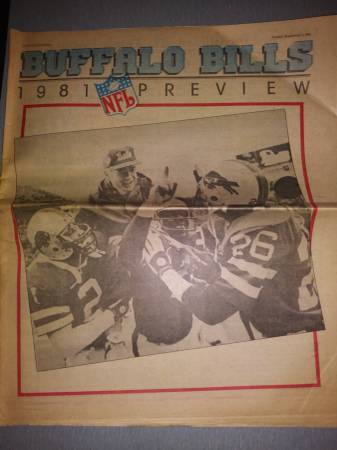 BUFFALO BILLS
1981 PREVIEW
NFL
26